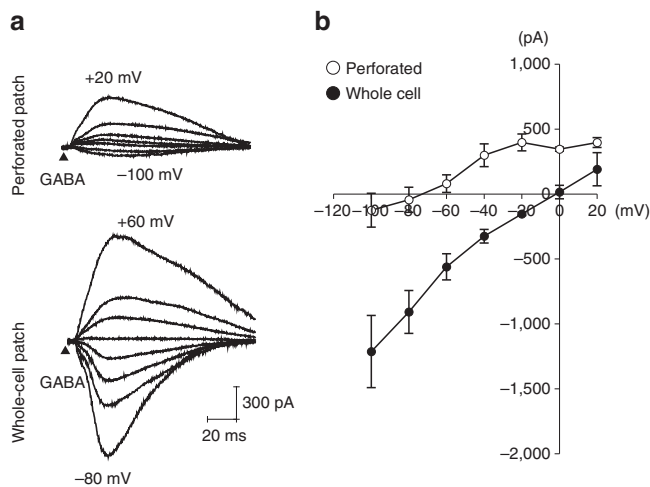 a
Perforated patch
+20 mV
GABA
−100 mV
Whole-cell patch
+60 mV
GABA
−80 mV
300 pA
20 ms
b
(pA)
Perforated
Whole cell
1,000
500
0
−500
−1,000
−1,500
−2,000
−120 −100 −80 −60 −40 −20 0 20 (mV)